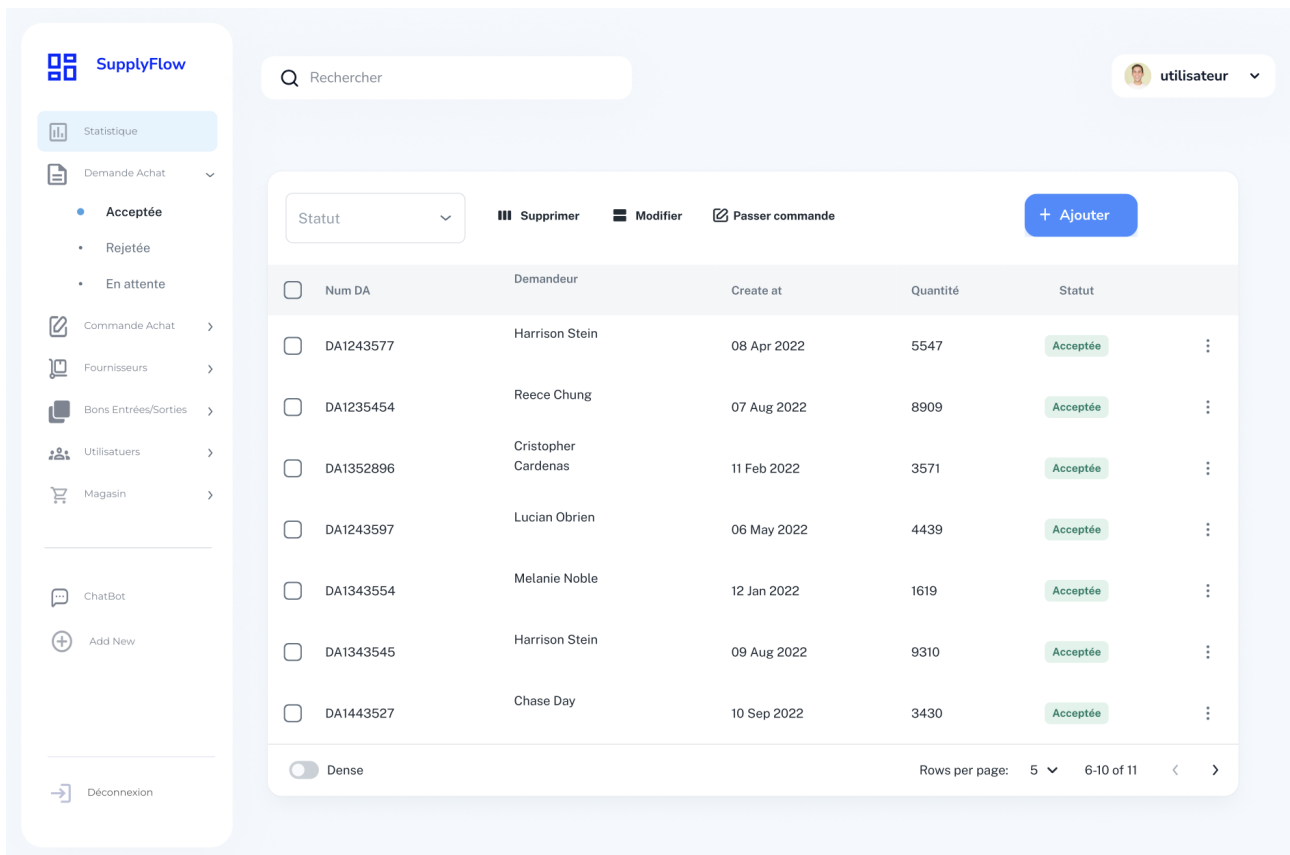 SupplyFlow
Rechercher
utilisateur
Statistique
Demande Achat
Acceptée
Rejetée
En attente
Commande Achat
Fournisseurs
Bons Entrées/Sorties
Utilisatuers
Magasin
ChatBot
Add New
Déconnexion
Statut
Supprimer
Modifier
Passer commande
+ Ajouter
Num DA Demandeur Create at Quantité Statut
DA1243577 Harrison Stein 08 Apr 2022 5547 Acceptée
DA1235454 Reece Chung 07 Aug 2022 8909 Acceptée
DA1352896 Cristopher Cardenas 11 Feb 2022 3571 Acceptée
DA1243597 Lucian Obrien 06 May 2022 4439 Acceptée
DA1343554 Melanie Noble 12 Jan 2022 1619 Acceptée
DA1343545 Harrison Stein 09 Aug 2022 9310 Acceptée
DA1443527 Chase Day 10 Sep 2022 3430 Acceptée
Dense
Rows per page: 5 6-10 of 11